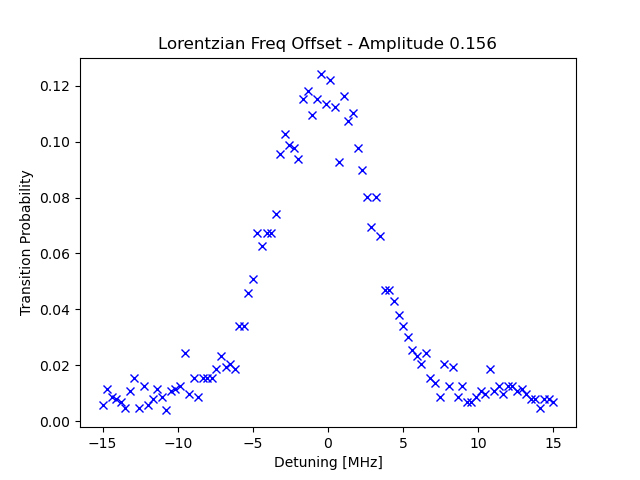 Lorentzian Freq Offset - Amplitude 0.156
Transition Probability
0.12
0.10
0.08
0.06
0.04
0.02
0.00
−15 −10 −5 0 5 10 15
Detuning [MHz]